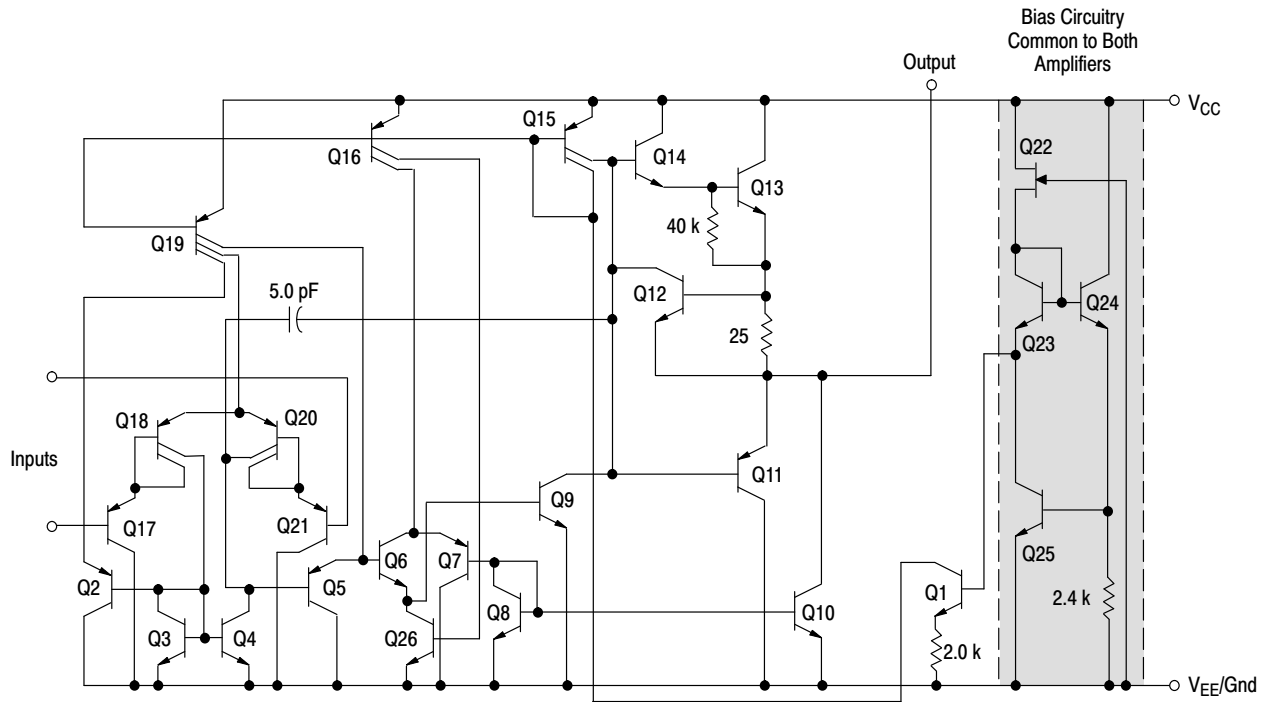 Bias Circuitry
Common to Both
Amplifiers
Output
VCC
Q15
Q22
Q16
Q14
Q13
Q19
40 k
5.0 pF
Q12
Q24
25
Q23
Q18
Q20
Inputs
Q11
Q9
Q17
Q21
Q25
Q2
Q5
Q6
Q7
Q1
2.4 k
Q3
Q4
Q26
Q8
Q10
2.0 k
VEE/Gnd